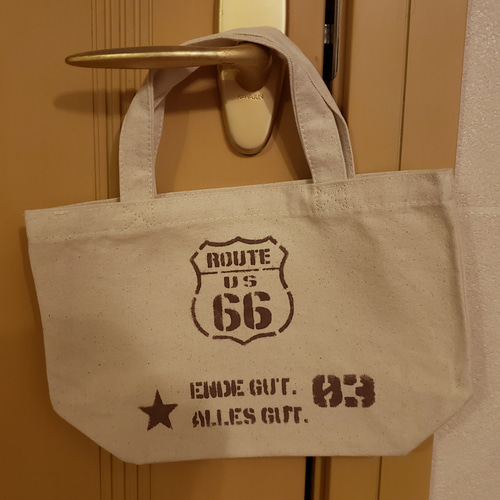 ROUTE
US
66
ENDE GUT. 03
ALLES GUT.